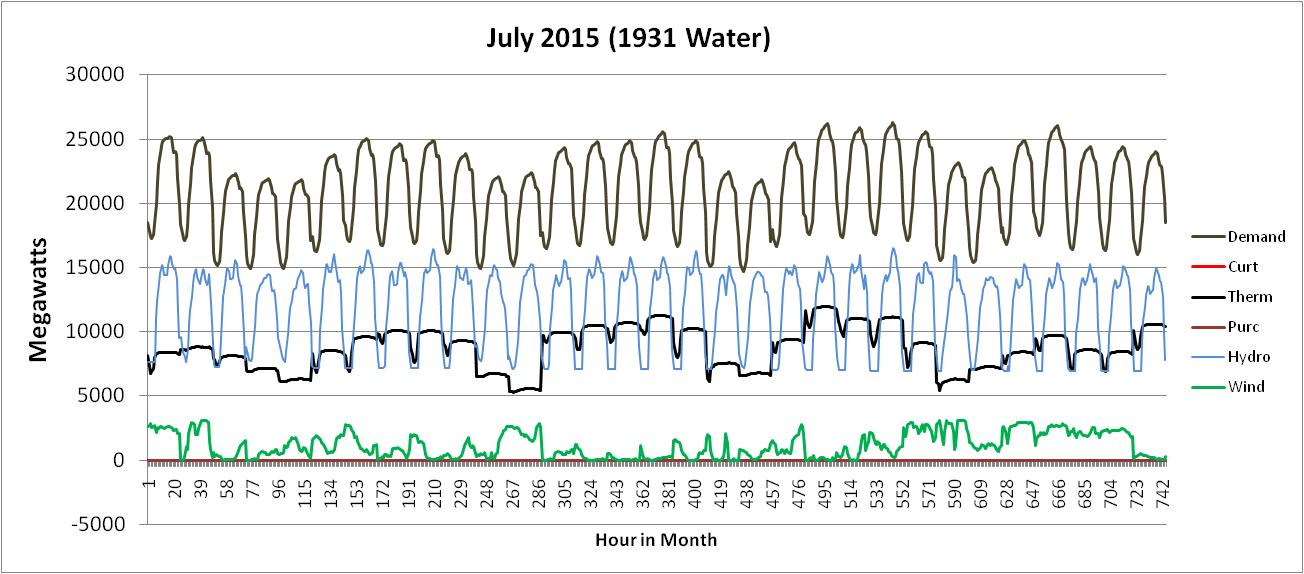 July 2015 (1931 Water)
30000
25000
20000
15000
10000
5000
0
-5000
Megawatts
1 20 39 58 77 96 115 134 153 172 191 210 229 248 267 286 305 324 343 362 381 400 419 438 457 476 495 514 533 552 571 590 609 628 647 666 685 704 723 742
Hour in Month
Demand
Curt
Therm
Purc
Hydro
Wind